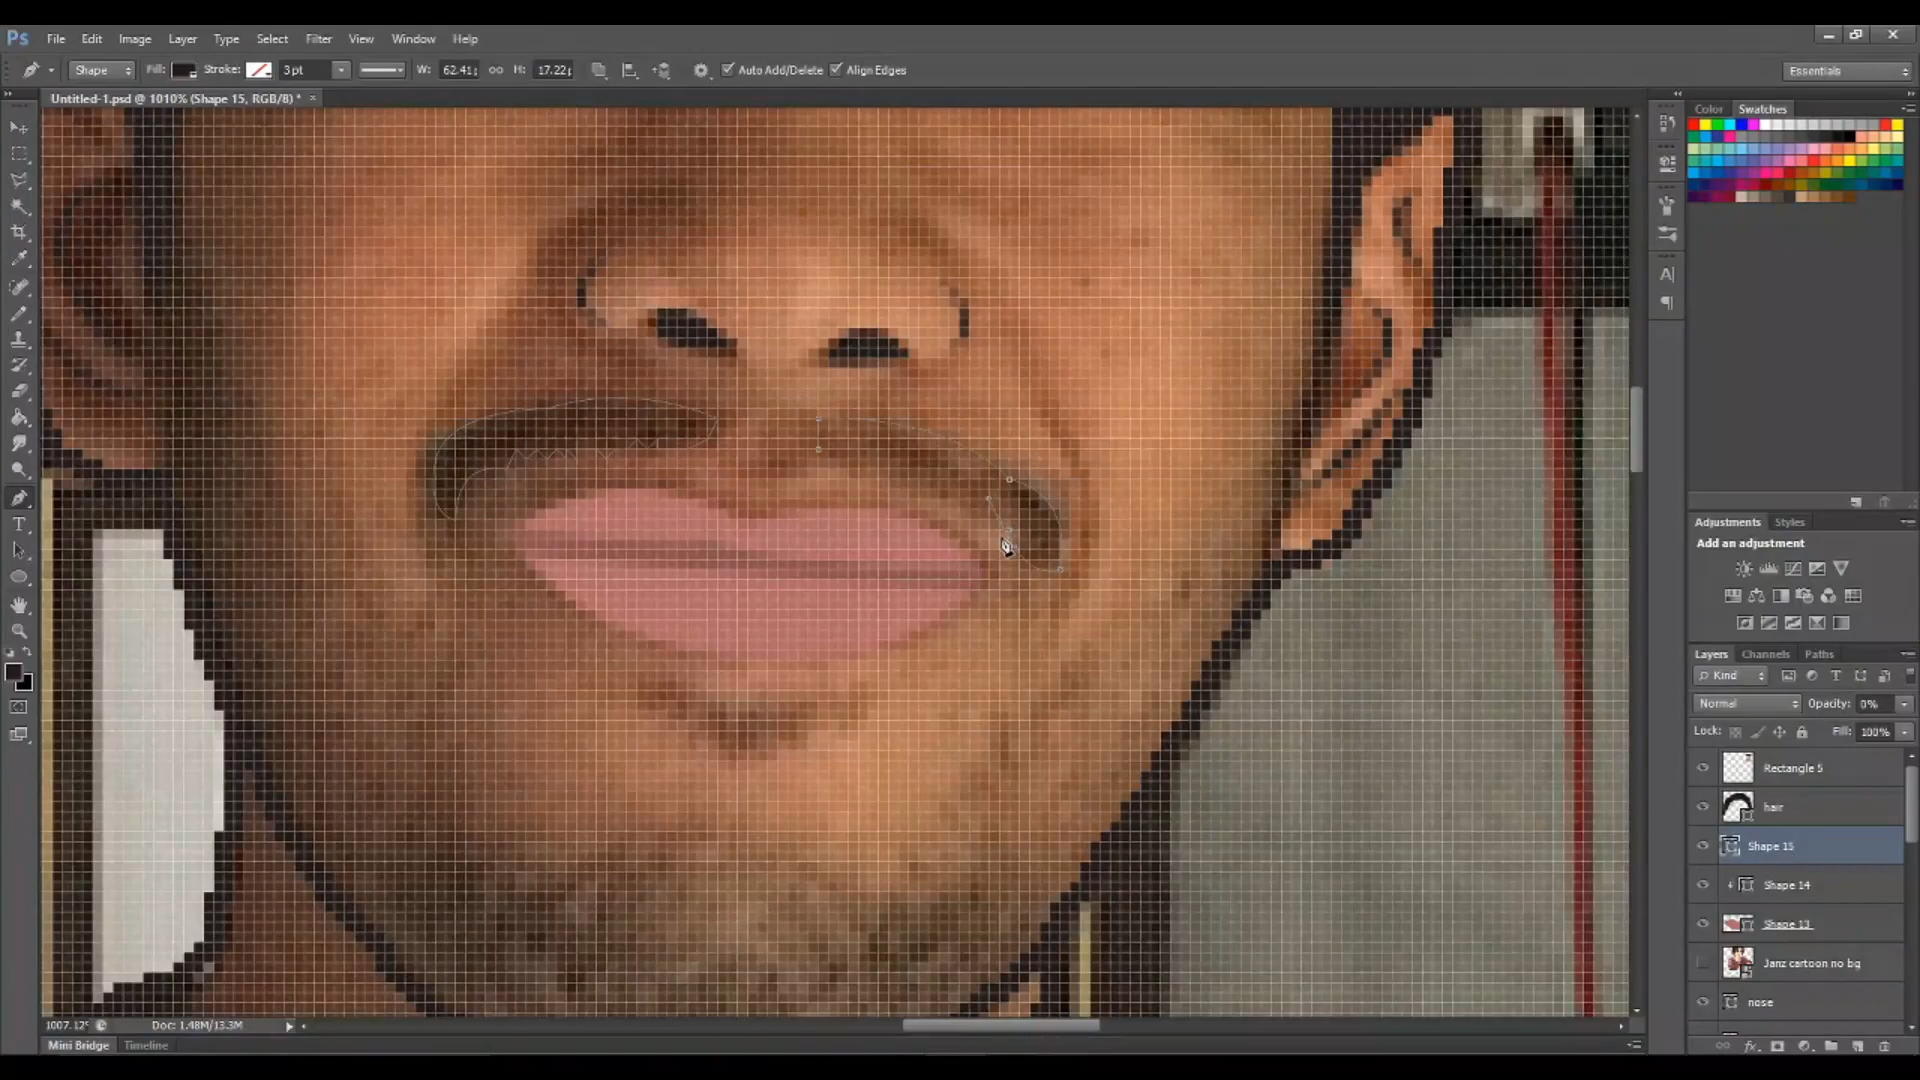 Ps File Edit Image Layer Type Select Filter View Window Help
Shape Fill: Stroke: 3 pt W: 62.41 H: 17.22 Auto Add/Delete Align Edges Essentials
Untitled-1.psd @ 1010% (Shape 15, RGB/8) * ×
Color Swatches
Adjustments Styles
Add an adjustment
Layers Channels Paths
Kind
Normal Opacity: 0%
Lock: Fill: 100%
Rectangle 5
hair
Shape 15
Shape 14
Shape 13
Janz cartoon no bg
nose
1007.12% Doc: 1.48M/13.3M
Mini Bridge Timeline